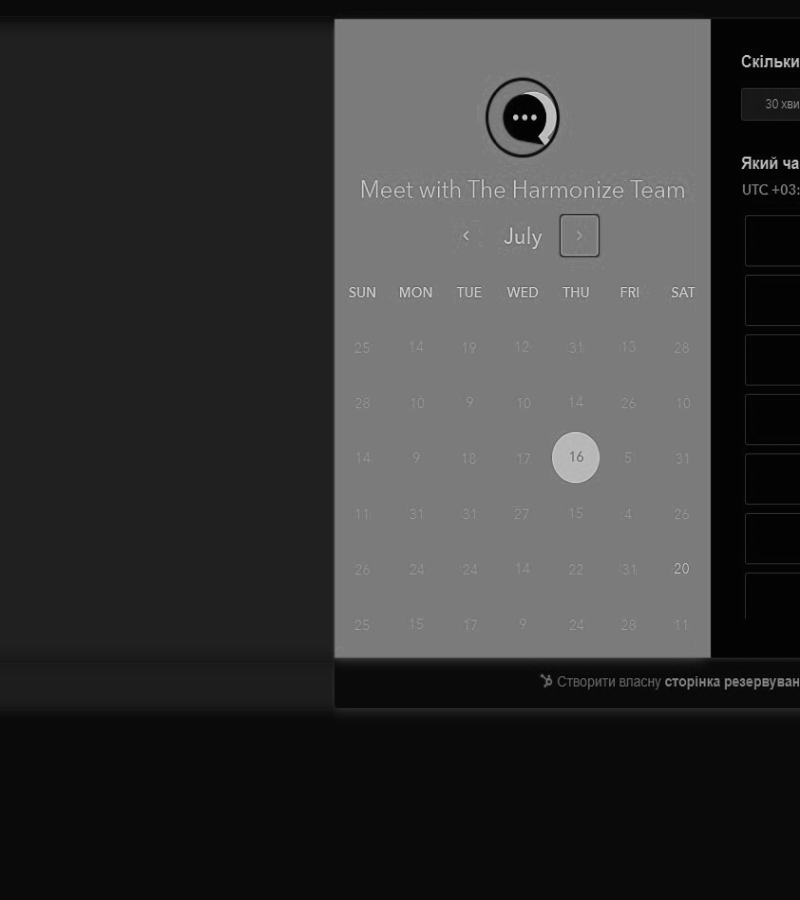 Meet with The Harmonize Team
July
SUN MON TUE WED THU FRI SAT
25 14 19 12 31 13 28
28 10 9 10 14 26 10
14 9 18 17 16 5 31
11 31 31 27 15 4 26
26 24 24 14 22 31 20
25 15 17 9 24 28 11
Скільки
30 хви
Який ча
UTC +03:
Створити власну сторінка резервуван